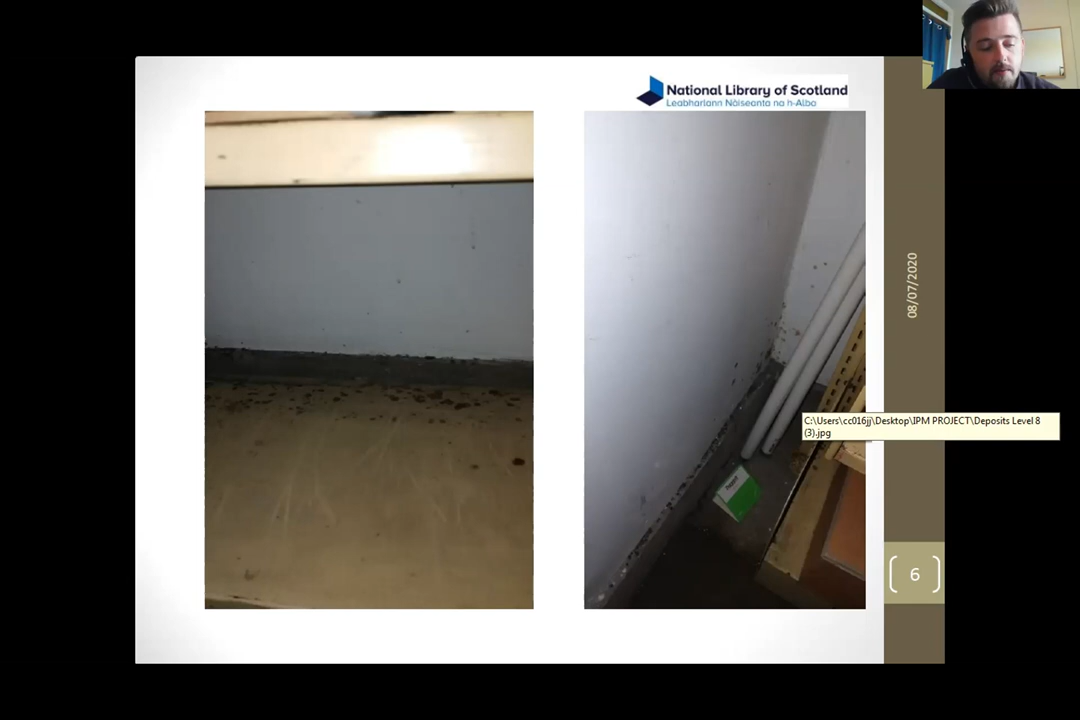 National Library of Scotland
Leabharlann Nàiseanta na h-Alba
08/07/2020
C:\Users\cc016jj\Desktop\IPM PROJECT\Deposits Level 8
(3).jpg
6